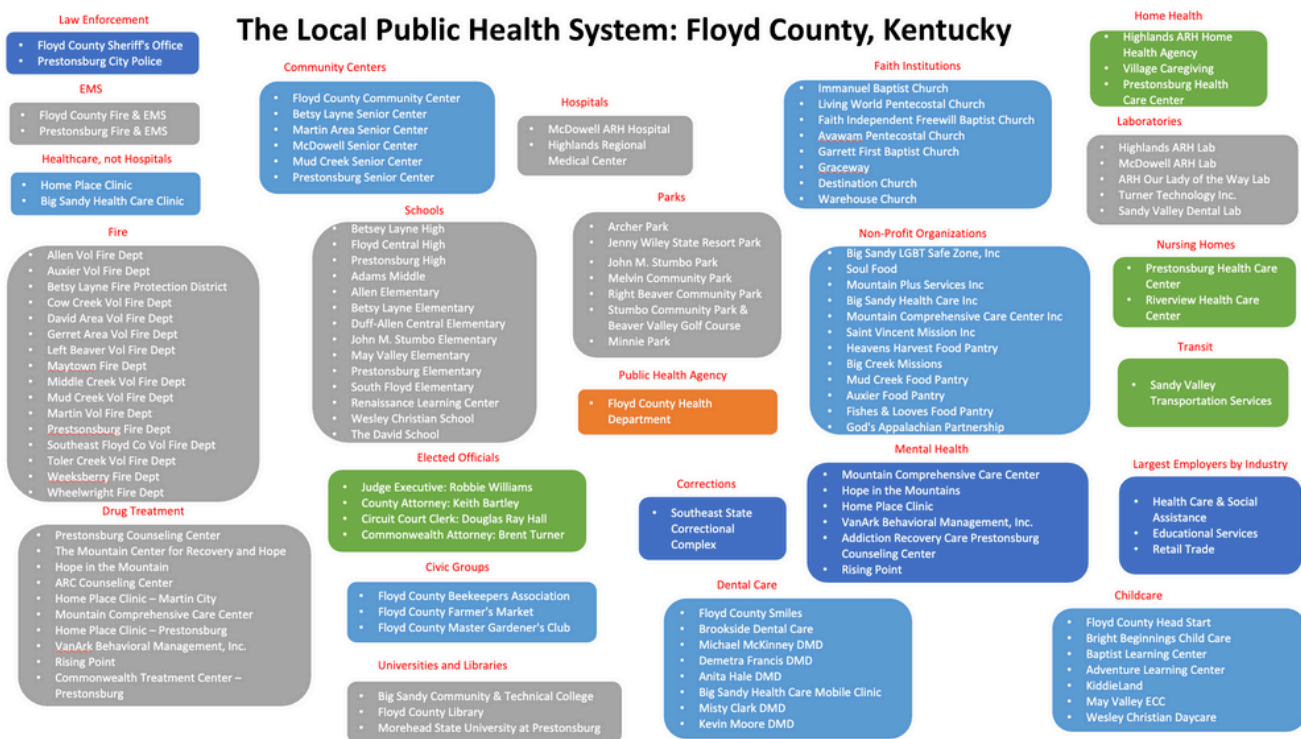 The Local Public Health System: Floyd County, Kentucky
Law Enforcement
Floyd County Sheriff's Office
Prestonsburg City Police
EMS
Floyd County Fire & EMS
Prestonsburg Fire & EMS
Healthcare, not Hospitals
Home Place Clinic
Big Sandy Health Care Clinic
Fire
Allen Vol Fire Dept
Auxier Vol Fire Dept
Betsy Layne Fire Protection District
Cow Creek Vol Fire Dept
David Area Vol Fire Dept
Gerret Area Vol Fire Dept
Left Beaver Vol Fire Dept
Maytown Fire Dept
Middle Creek Vol Fire Dept
Mud Creek Vol Fire Dept
Martin Vol Fire Dept
Prestsonsburg Fire Dept
Southeast Floyd Co Vol Fire Dept
Toler Creek Vol Fire Dept
Weeksberry Fire Dept
Wheelwright Fire Dept
Drug Treatment
Prestonsburg Counseling Center
The Mountain Center for Recovery and Hope
Hope in the Mountain
ARC Counseling Center
Home Place Clinic – Martin City
Mountain Comprehensive Care Center
Home Place Clinic – Prestonsburg
VanArk Behavioral Management, Inc.
Rising Point
Commonwealth Treatment Center –
Prestonsburg
Community Centers
Floyd County Community Center
Betsy Layne Senior Center
Martin Area Senior Center
McDowell Senior Center
Mud Creek Senior Center
Prestonsburg Senior Center
Schools
Betsey Layne High
Floyd Central High
Prestonsburg High
Adams Middle
Allen Elementary
Betsy Layne Elementary
Duff-Allen Central Elementary
John M. Stumbo Elementary
May Valley Elementary
Prestonsburg Elementary
South Floyd Elementary
Renaissance Learning Center
Wesley Christian School
The David School
Elected Officials
Judge Executive: Robbie Williams
County Attorney: Keith Bartley
Circuit Court Clerk: Douglas Ray Hall
Commonwealth Attorney: Brent Turner
Civic Groups
Floyd County Beekeepers Association
Floyd County Farmer's Market
Floyd County Master Gardener's Club
Universities and Libraries
Big Sandy Community & Technical College
Floyd County Library
Morehead State University at Prestonsburg
Hospitals
McDowell ARH Hospital
Highlands Regional
Medical Center
Parks
Archer Park
Jenny Wiley State Resort Park
John M. Stumbo Park
Melvin Community Park
Right Beaver Community Park
Stumbo Community Park &
Beaver Valley Golf Course
Minnie Park
Public Health Agency
Floyd County Health
Department
Corrections
Southeast State
Correctional
Complex
Dental Care
Floyd County Smiles
Brookside Dental Care
Michael McKinney DMD
Demetra Francis DMD
Anita Hale DMD
Big Sandy Health Care Mobile Clinic
Misty Clark DMD
Kevin Moore DMD
Faith Institutions
Immanuel Baptist Church
Living World Pentecostal Church
Faith Independent Freewill Baptist Church
Avawam Pentecostal Church
Garrett First Baptist Church
Graceway
Destination Church
Warehouse Church
Non-Profit Organizations
Big Sandy LGBT Safe Zone, Inc
Soul Food
Mountain Plus Services Inc
Big Sandy Health Care Inc
Mountain Comprehensive Care Center Inc
Saint Vincent Mission Inc
Heavens Harvest Food Pantry
Big Creek Missions
Mud Creek Food Pantry
Auxier Food Pantry
Fishes & Looves Food Pantry
God's Appalachian Partnership
Mental Health
Mountain Comprehensive Care Center
Hope in the Mountains
Home Place Clinic
VanArk Behavioral Management, Inc.
Addiction Recovery Care Prestonsburg
Counseling Center
Rising Point
Home Health
Highlands ARH Home
Health Agency
Village Caregiving
Prestonsburg Health
Care Center
Laboratories
Highlands ARH Lab
McDowell ARH Lab
ARH Our Lady of the Way Lab
Turner Technology Inc.
Sandy Valley Dental Lab
Nursing Homes
Prestonsburg Health Care
Center
Riverview Health Care
Center
Transit
Sandy Valley
Transportation Services
Largest Employers by Industry
Health Care & Social
Assistance
Educational Services
Retail Trade
Childcare
Floyd County Head Start
Bright Beginnings Child Care
Baptist Learning Center
Adventure Learning Center
KiddieLand
May Valley ECC
Wesley Christian Daycare